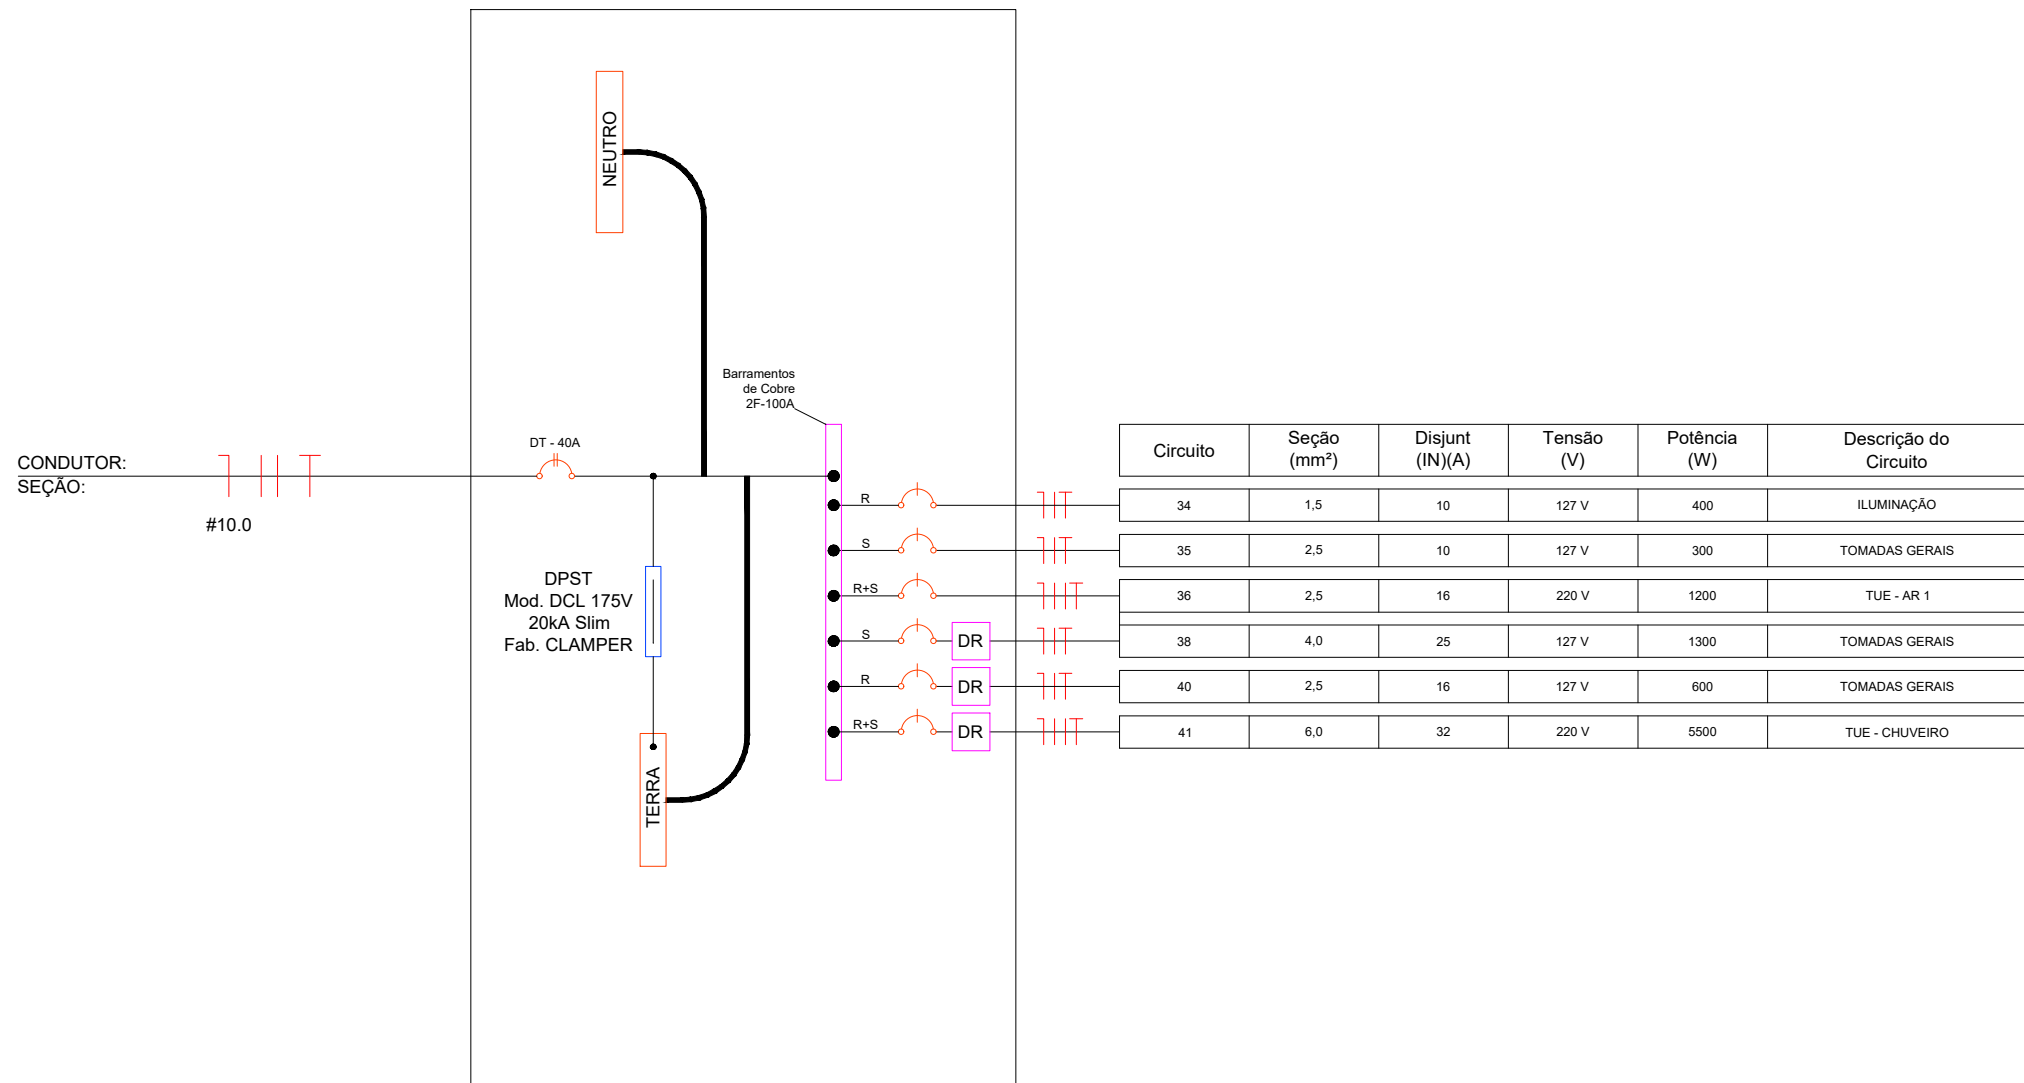 NEUTRO
Barramentos
de Cobre
2F-100A
DT - 40A
CONDUTOR:
SEÇÃO:
#10.0
DPST
Mod. DCL 175V
20kA Slim
Fab. CLAMPER
TERRA
Circuito Seção (mm²) Disjunt (IN)(A) Tensão (V) Potência (W) Descrição do Circuito
R 34 1,5 10 127 V 400 ILUMINAÇÃO
S 35 2,5 10 127 V 300 TOMADAS GERAIS
R+S 36 2,5 16 220 V 1200 TUE - AR 1
S DR 38 4,0 25 127 V 1300 TOMADAS GERAIS
R DR 40 2,5 16 127 V 600 TOMADAS GERAIS
R+S DR 41 6,0 32 220 V 5500 TUE - CHUVEIRO